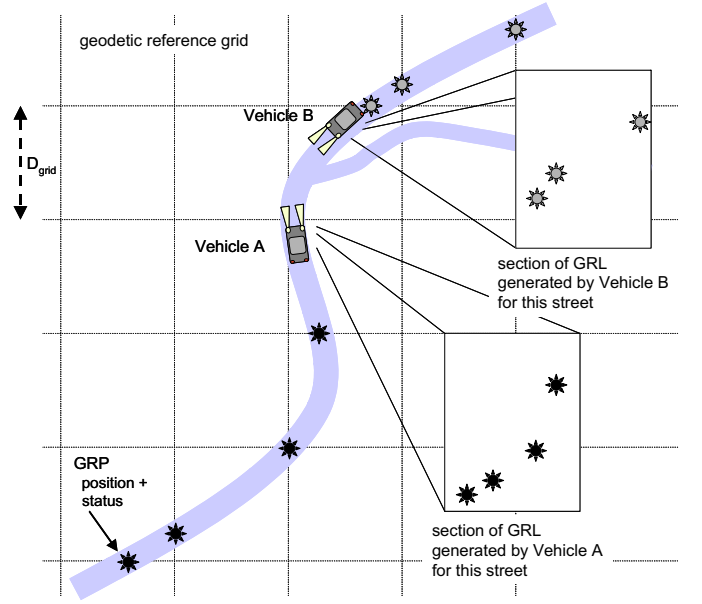 geodetic reference grid
Vehicle B
D_grid
Vehicle A
section of GRL
generated by Vehicle B
for this street
GRP
position +
status
section of GRL
generated by Vehicle A
for this street